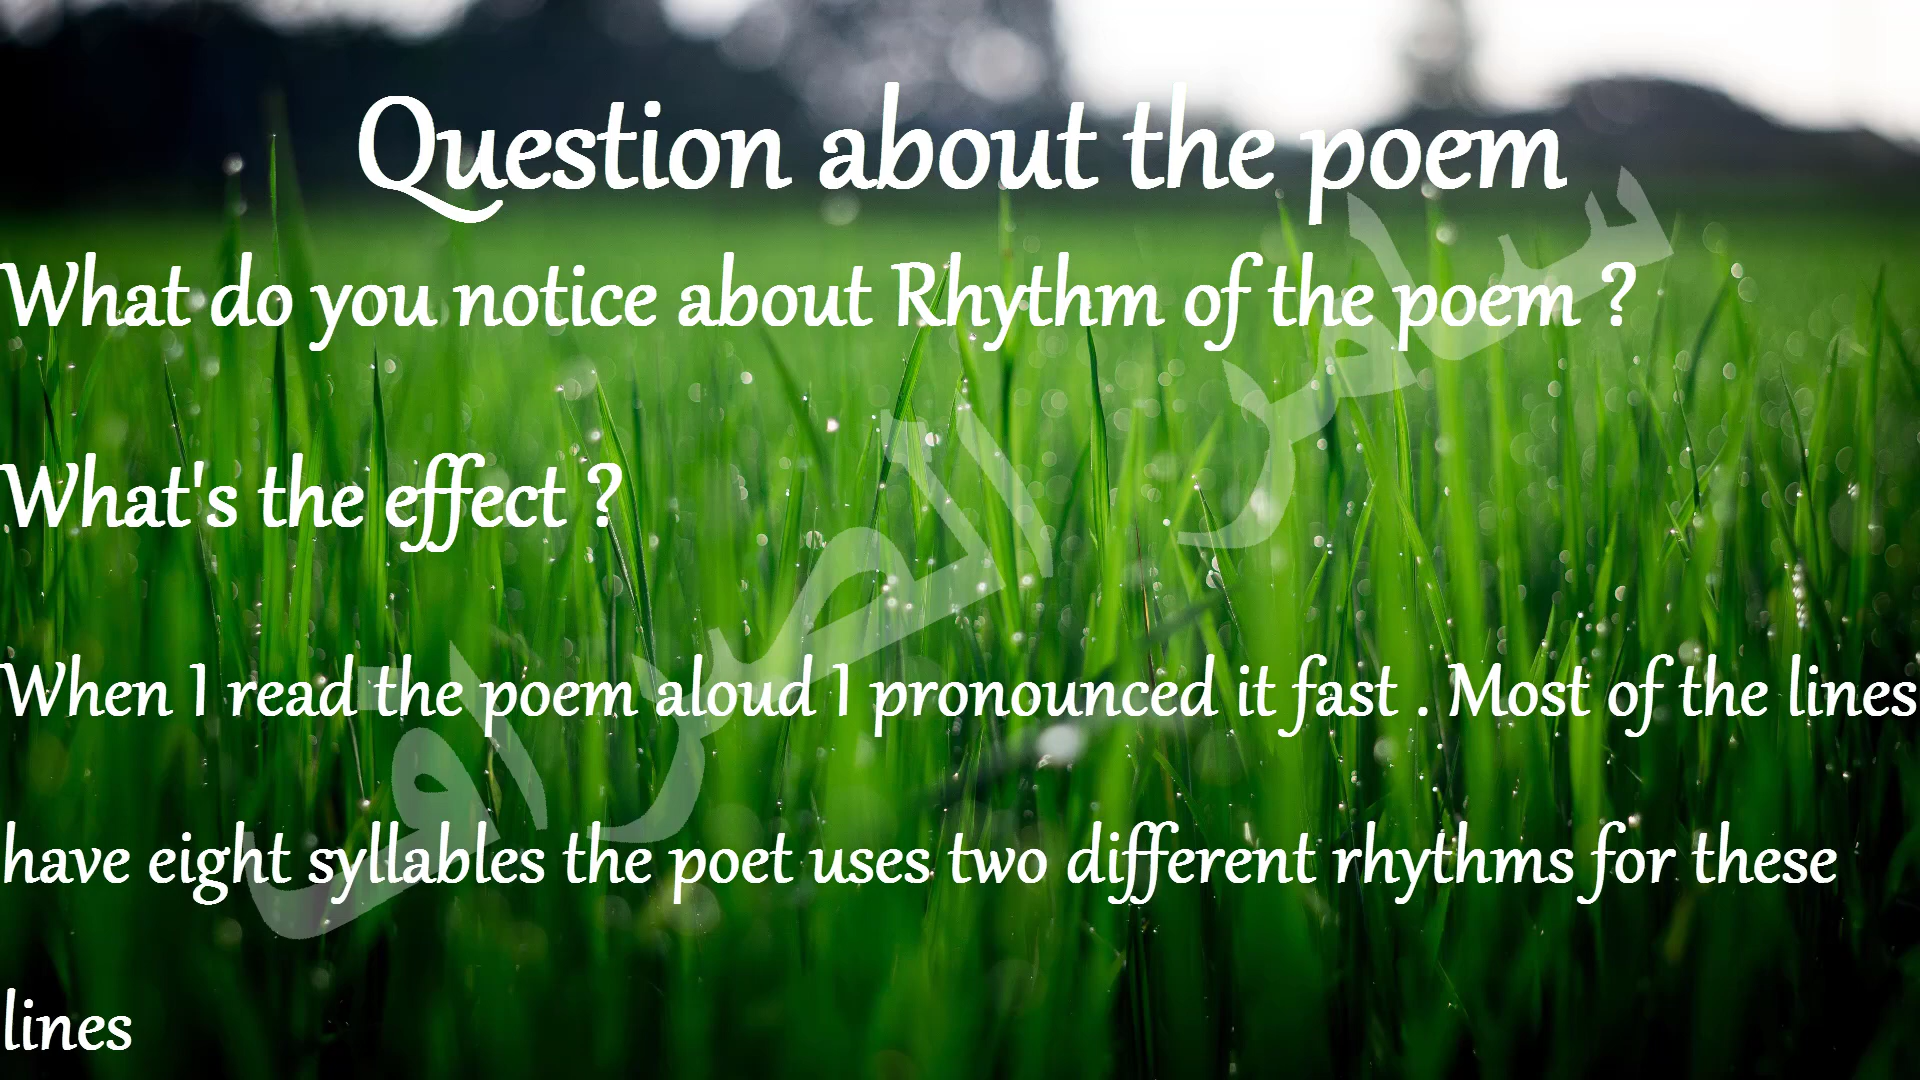 Question about the poem
What do you notice about Rhythm of the poem ?
What's the effect ?
When I read the poem aloud I pronounced it fast . Most of the lines
have eight syllables the poet uses two different rhythms for these
lines
سامر الصرافي